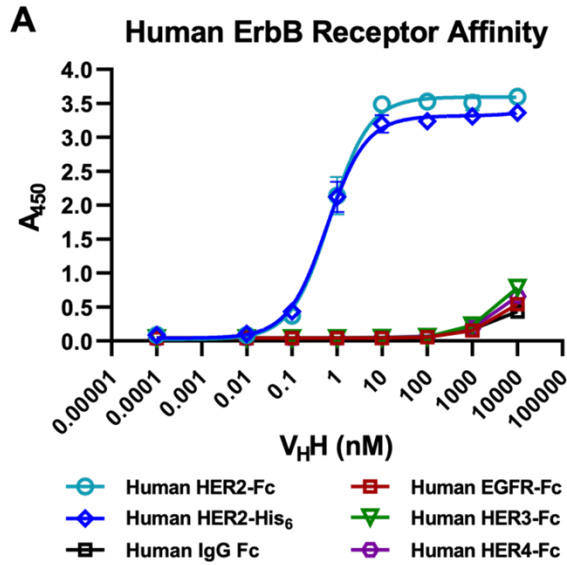 A
Human ErbB Receptor Affinity
4.0
3.5
3.0
2.5
2.0
1.5
1.0
0.5
0.0
A450
0.00001
0.0001
0.001
0.01
0.1
1
10
100
1000
10000
100000
VHH (nM)
Human HER2-Fc
Human HER2-His6
Human IgG Fc
Human EGFR-Fc
Human HER3-Fc
Human HER4-Fc